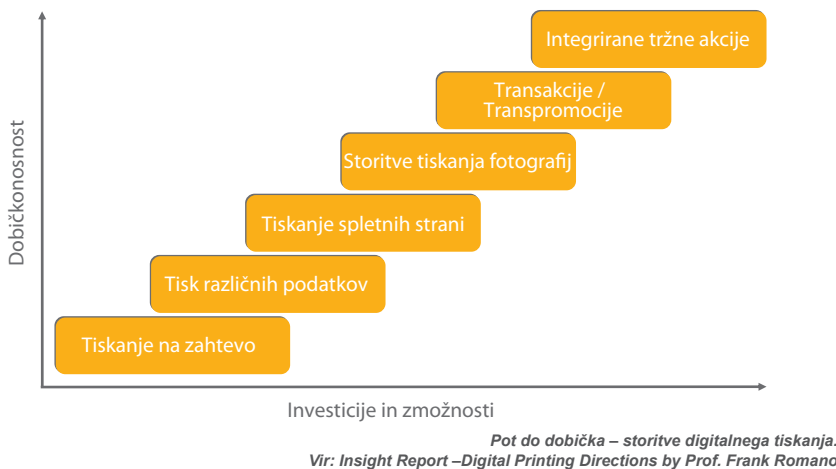 Integrirane tržne akcije
Transakcije /
Transpromocije
Storitve tiskanja fotografij
Tiskanje spletnih strani
Tisk različnih podatkov
Tiskanje na zahtevo
Dobičkonosnost
Investicije in zmožnosti
Pot do dobička – storitve digitalnega tiskanja.
Vir: Insight Report –Digital Printing Directions by Prof. Frank Romano